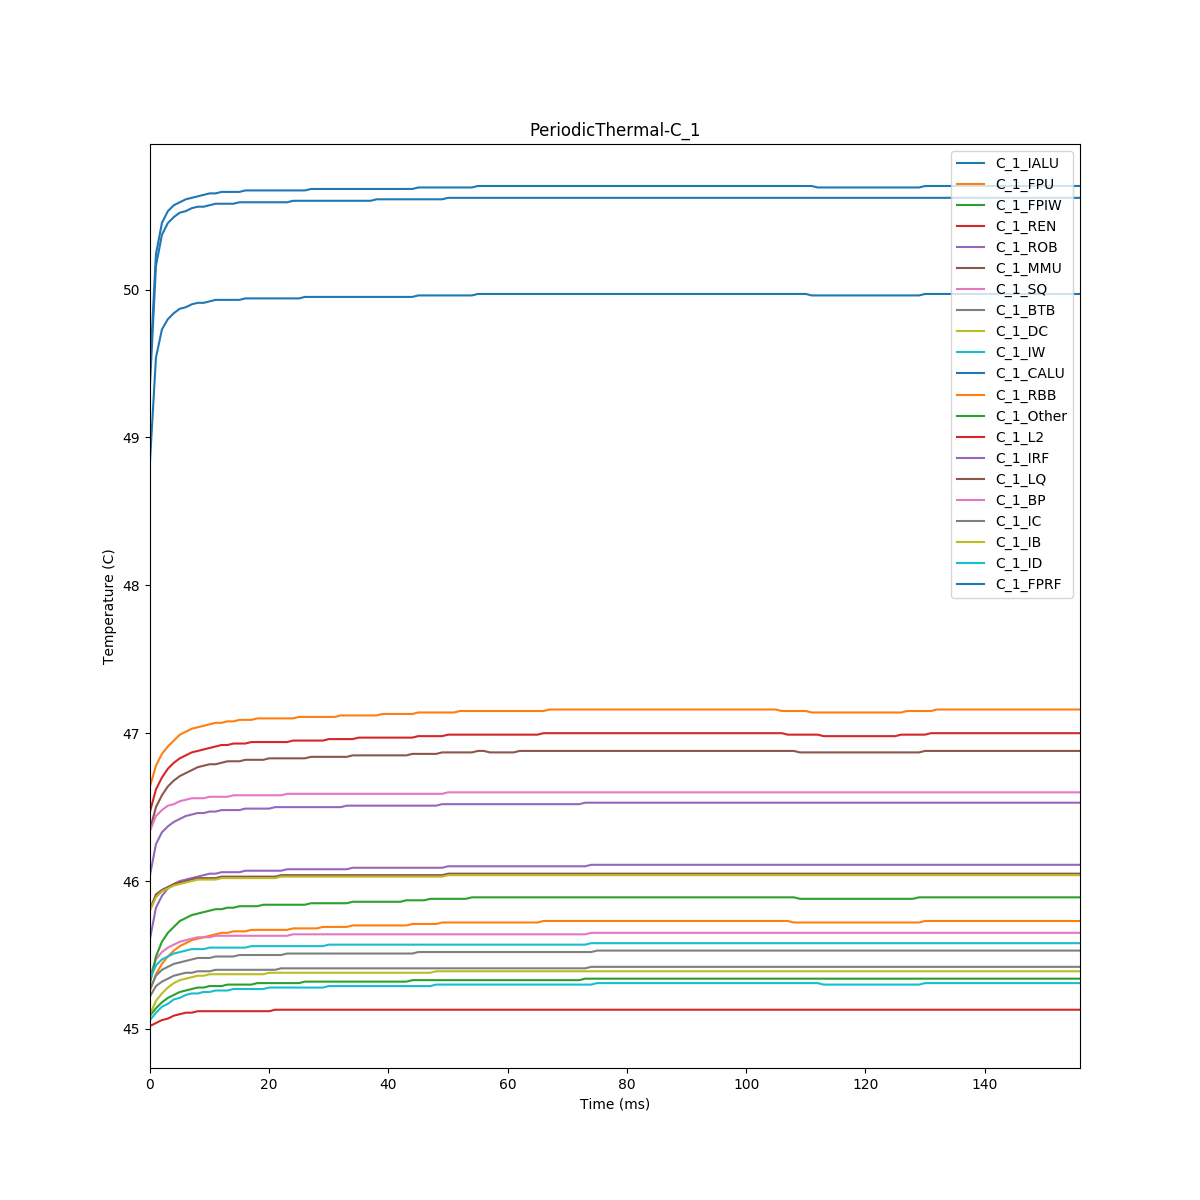 PeriodicThermal-C_1
C_1_IALU
C_1_FPU
C_1_FPIW
C_1_REN
C_1_ROB
C_1_MMU
C_1_SQ
C_1_BTB
C_1_DC
C_1_IW
C_1_CALU
C_1_RBB
C_1_Other
C_1_L2
C_1_IRF
C_1_LQ
C_1_BP
C_1_IC
C_1_IB
C_1_ID
C_1_FPRF
50
49
48
47
46
45
Temperature (C)
0 20 40 60 80 100 120 140
Time (ms)